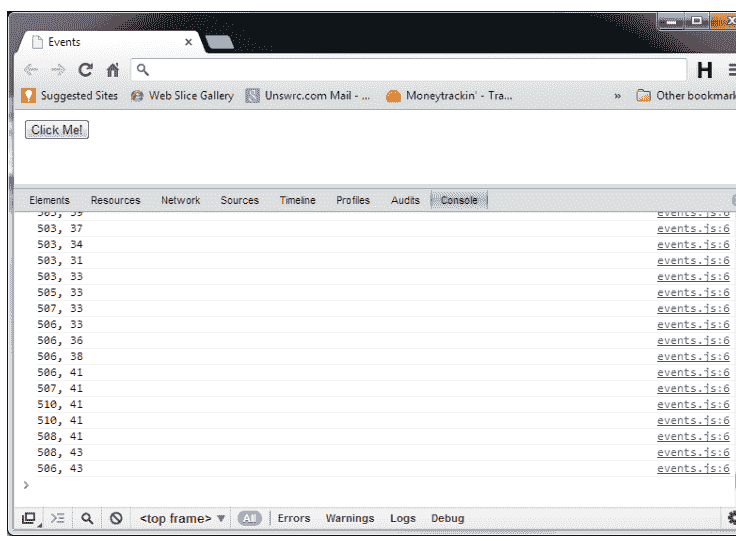 Events
H
Suggested Sites Web Slice Gallery Unswrc.com Mail - ... Moneytrackin' - Tra... » Other bookmark
Click Me!
Elements Resources Network Sources Timeline Profiles Audits Console
503, 39 events.js:6
503, 37 events.js:6
503, 34 events.js:6
503, 31 events.js:6
503, 33 events.js:6
505, 33 events.js:6
507, 33 events.js:6
506, 33 events.js:6
506, 36 events.js:6
506, 38 events.js:6
506, 41 events.js:6
507, 41 events.js:6
510, 41 events.js:6
510, 41 events.js:6
508, 41 events.js:6
508, 43 events.js:6
506, 43 events.js:6
>
<top frame> ▼ All Errors Warnings Logs Debug